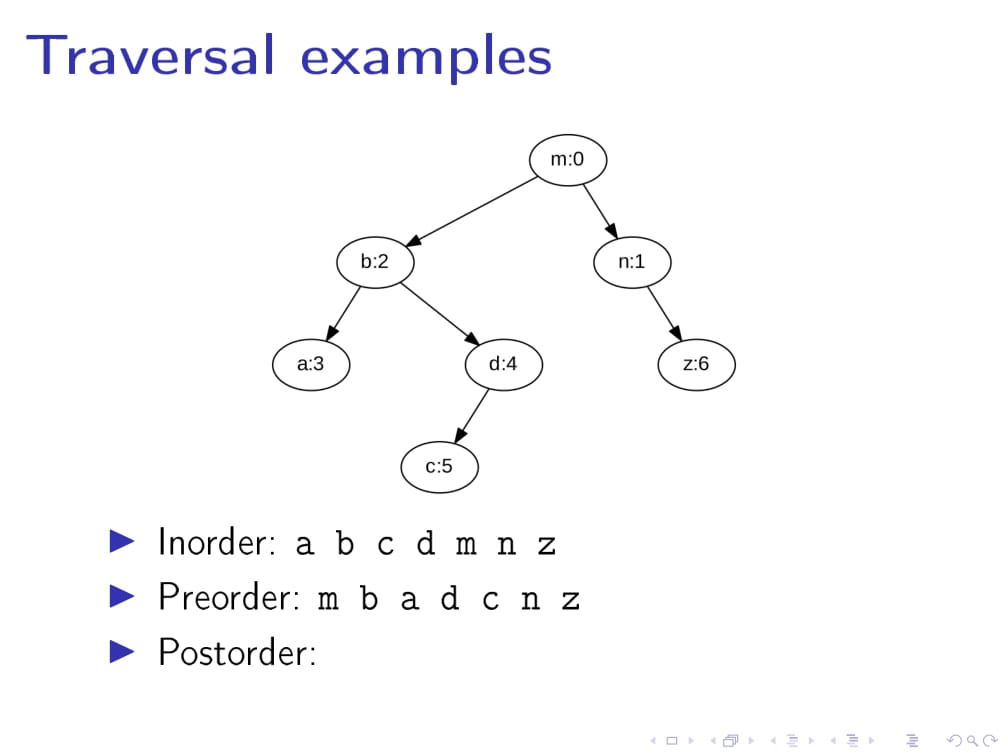 Traversal examples
m:0
b:2
n:1
a:3
d:4
z:6
c:5
Inorder: a b c d m n z
Preorder: m b a d c n z
Postorder: